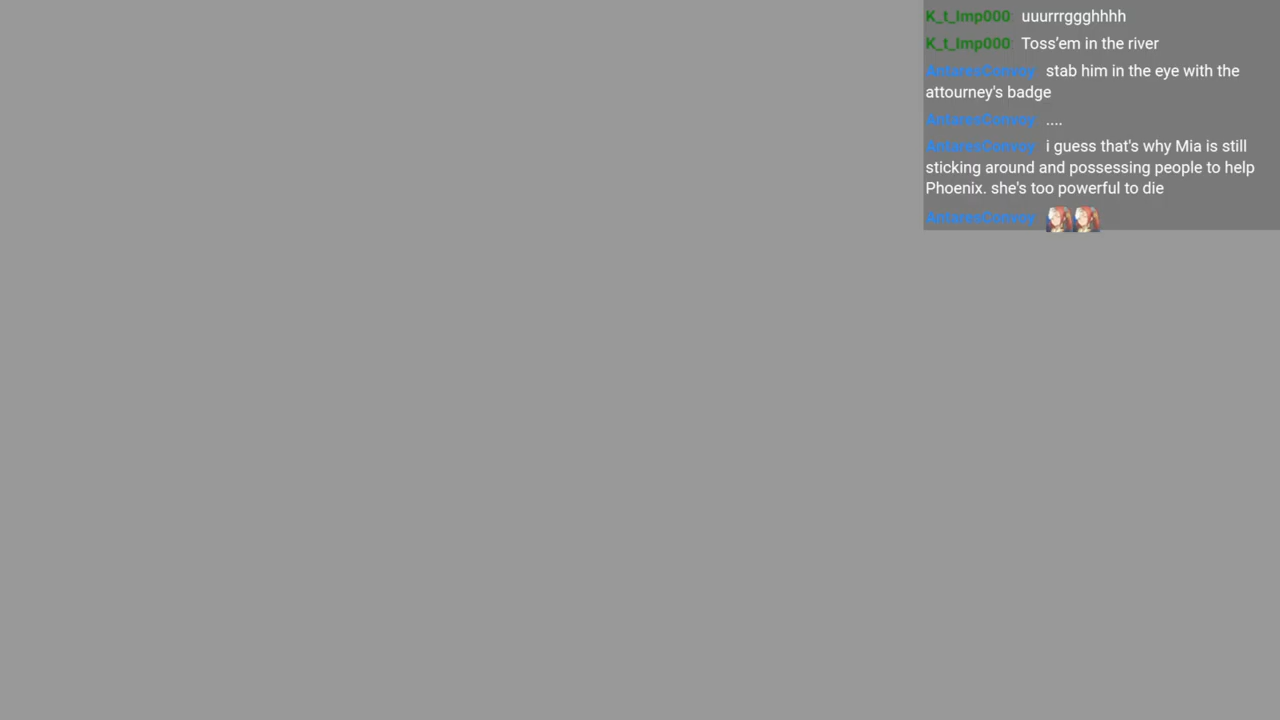 K_t_Imp000: uuurrrggghhhh
K_t_Imp000: Toss'em in the river
AntaresConvoy: stab him in the eye with the
attourney's badge
AntaresConvoy: ....
AntaresConvoy: i guess that's why Mia is still
sticking around and possessing people to help
Phoenix. she's too powerful to die
AntaresConvoy: